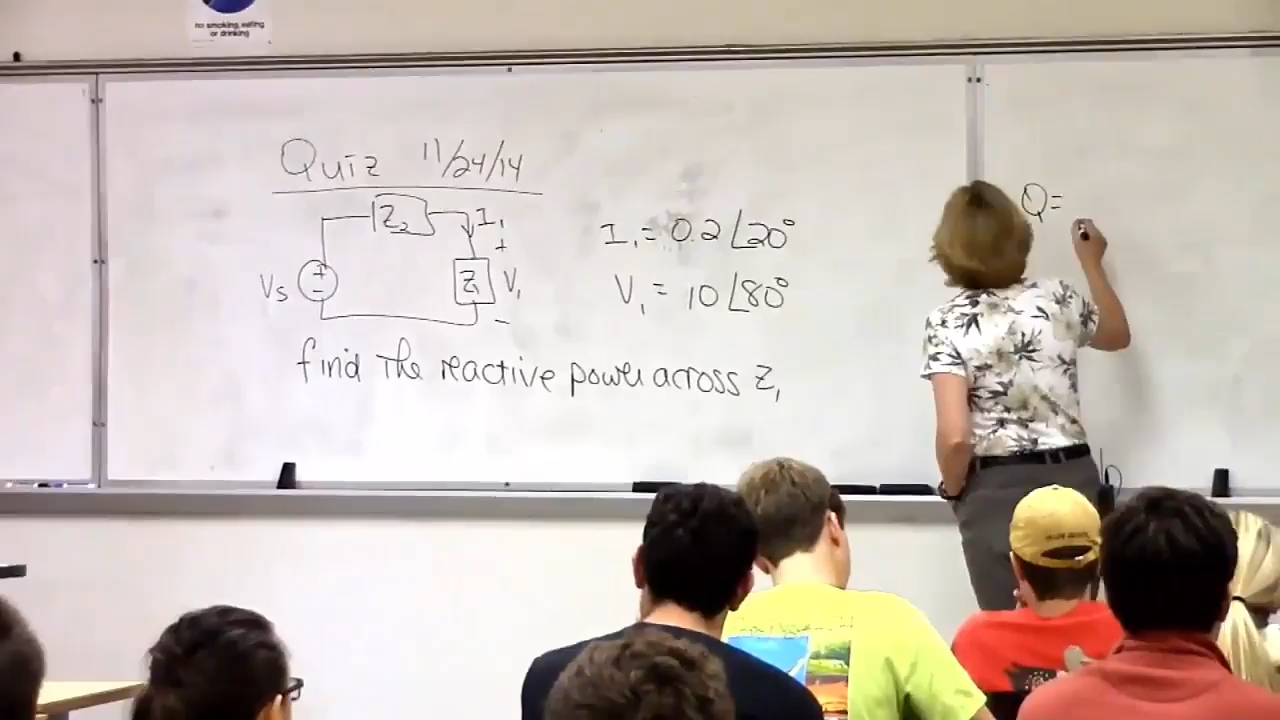 no smoking, eating
or drinking
Quiz 11/24/14
Z₂
I₁
+
Vs
+
-
Z₁
V₁
-
I₁ = 0.2∠20°
V₁ = 10∠80°
find the reactive power across Z₁
Q=